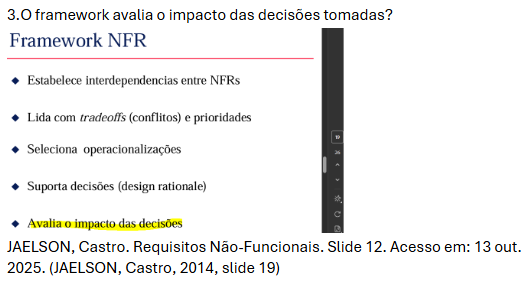 3.O framework avalia o impacto das decisões tomadas?
Framework NFR
Estabelece interdependencias entre NFRs
Lida com tradeoffs (conflitos) e prioridades
Seleciona operacionalizações
Suporta decisões (design rationale)
Avalia o impacto das decisões
JAELSON, Castro. Requisitos Não-Funcionais. Slide 12. Acesso em: 13 out.
2025. (JAELSON, Castro, 2014, slide 19)